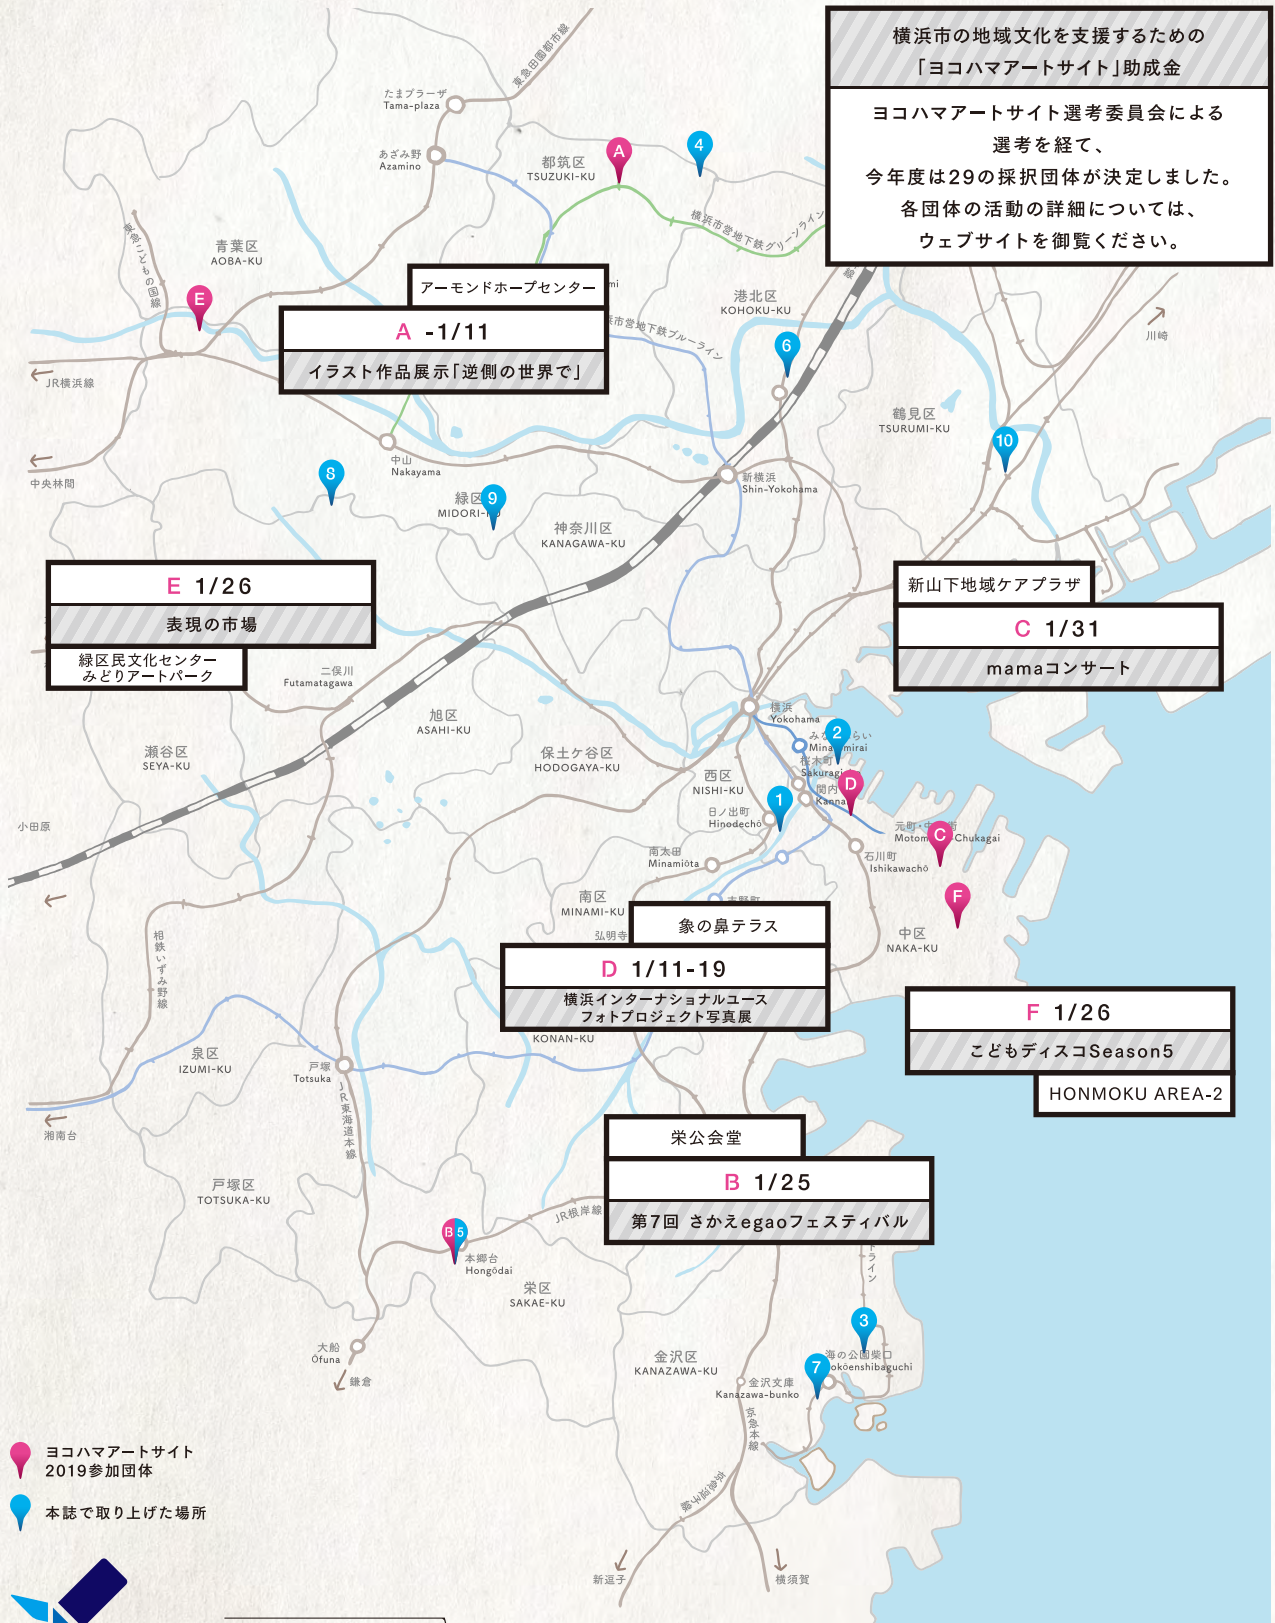 横浜市の地域文化を支援するための
「ヨコハマアートサイト」助成金
ヨコハマアートサイト選考委員会による
選考を経て、
今年度は29の採択団体が決定しました。
各団体の活動の詳細については、
ウェブサイトを御覧ください。
東急田園都市線
たまプラーザ
Tama-plaza
あざみ野
Azamino
都筑区
TSUZUKI-KU
A
4
横浜市営地下鉄グリーンライン
東急こどもの国線
青葉区
AOBA-KU
E
アーモンドホープセンター
A -1/11
イラスト作品展示「逆側の世界で」
mi
市営地下鉄ブルーライン
港北区
KOHOKU-KU
線
6
川崎
JR横浜線
鶴見区
TSURUMI-KU
10
中山
Nakayama
中央林間
8
緑区
MIDORI-KU
9
新横浜
Shin-Yokohama
神奈川区
KANAGAWA-KU
E 1/26
表現の市場
緑区民文化センター
みどりアートパーク
新山下地域ケアプラザ
C 1/31
mamaコンサート
二俣川
Futamatagawa
旭区
ASAHI-KU
横浜
Yokohama
2
瀬谷区
SEYA-KU
保土ケ谷区
HODOGAYA-KU
西区
NISHI-KU
桜木町
関内
D
日ノ出町
Hinodechō
1
小田原
C
Chukagai
南太田
Minamiōta
石川町
Ishikawachō
南区
MINAMI-KU
F
弘明寺
中区
NAKA-KU
象の鼻テラス
D 1/11-19
横浜インターナショナルユース
フォトプロジェクト写真展
相鉄いずみ野線
KONAN-KU
F 1/26
こどもディスコSeason5
HONMOKU AREA-2
泉区
IZUMI-KU
戸塚
Totsuka
JR東海道本線
湘南台
栄公会堂
B 1/25
第7回 さかえegaoフェスティバル
戸塚区
TOTSUKA-KU
JR根岸線
B 5
本郷台
Hongōdai
トライン
栄区
SAKAE-KU
3
大船
Ōfuna
鎌倉
金沢区
KANAZAWA-KU
海の公園柴口
okōenshibaguchi
7
金沢文庫
Kanazawa-bunko
京急本線
京急逗子線
新逗子
横須賀
ヨコハマアートサイト
2019参加団体
本誌で取り上げた場所